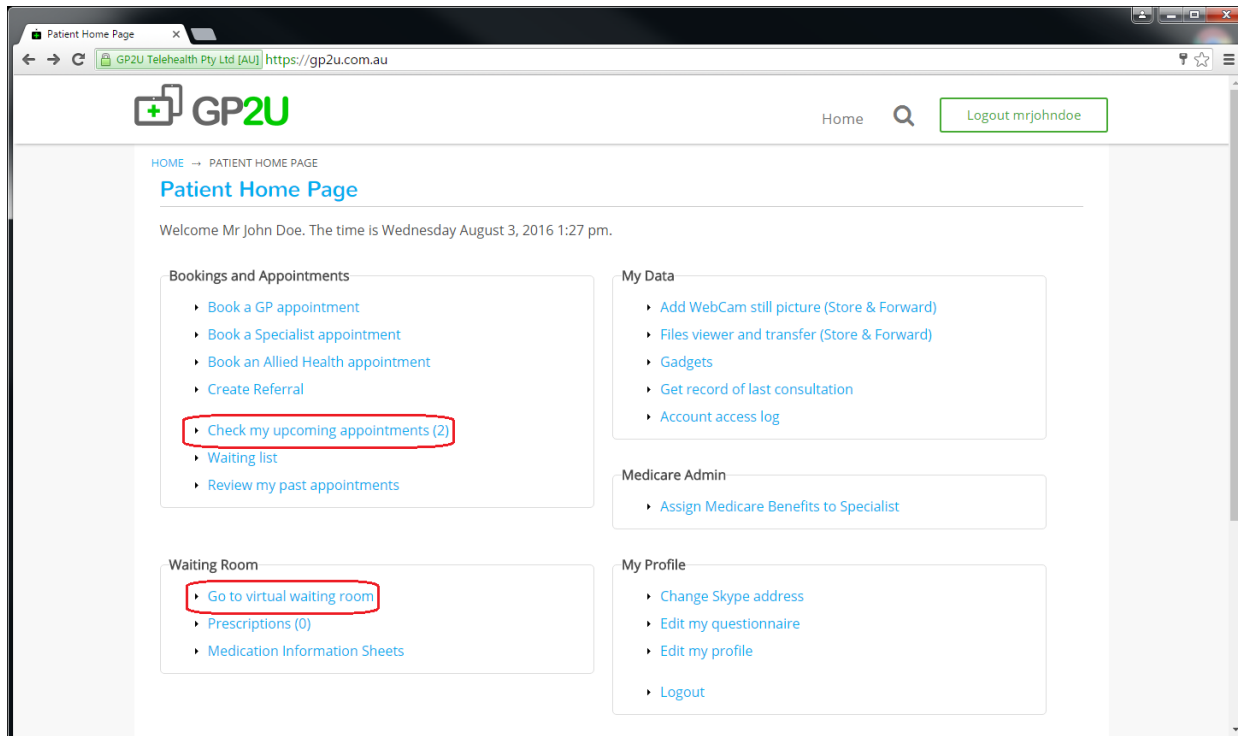 Patient Home Page
GP2U Telehealth Pty Ltd [AU] https://gp2u.com.au
GP2U
Home
Logout mrjohndoe
HOME → PATIENT HOME PAGE
Patient Home Page
Welcome Mr John Doe. The time is Wednesday August 3, 2016 1:27 pm.
Bookings and Appointments
Book a GP appointment
Book a Specialist appointment
Book an Allied Health appointment
Create Referral
Check my upcoming appointments (2)
Waiting list
Review my past appointments
Waiting Room
Go to virtual waiting room
Prescriptions (0)
Medication Information Sheets
My Data
Add WebCam still picture (Store & Forward)
Files viewer and transfer (Store & Forward)
Gadgets
Get record of last consultation
Account access log
Medicare Admin
Assign Medicare Benefits to Specialist
My Profile
Change Skype address
Edit my questionnaire
Edit my profile
Logout